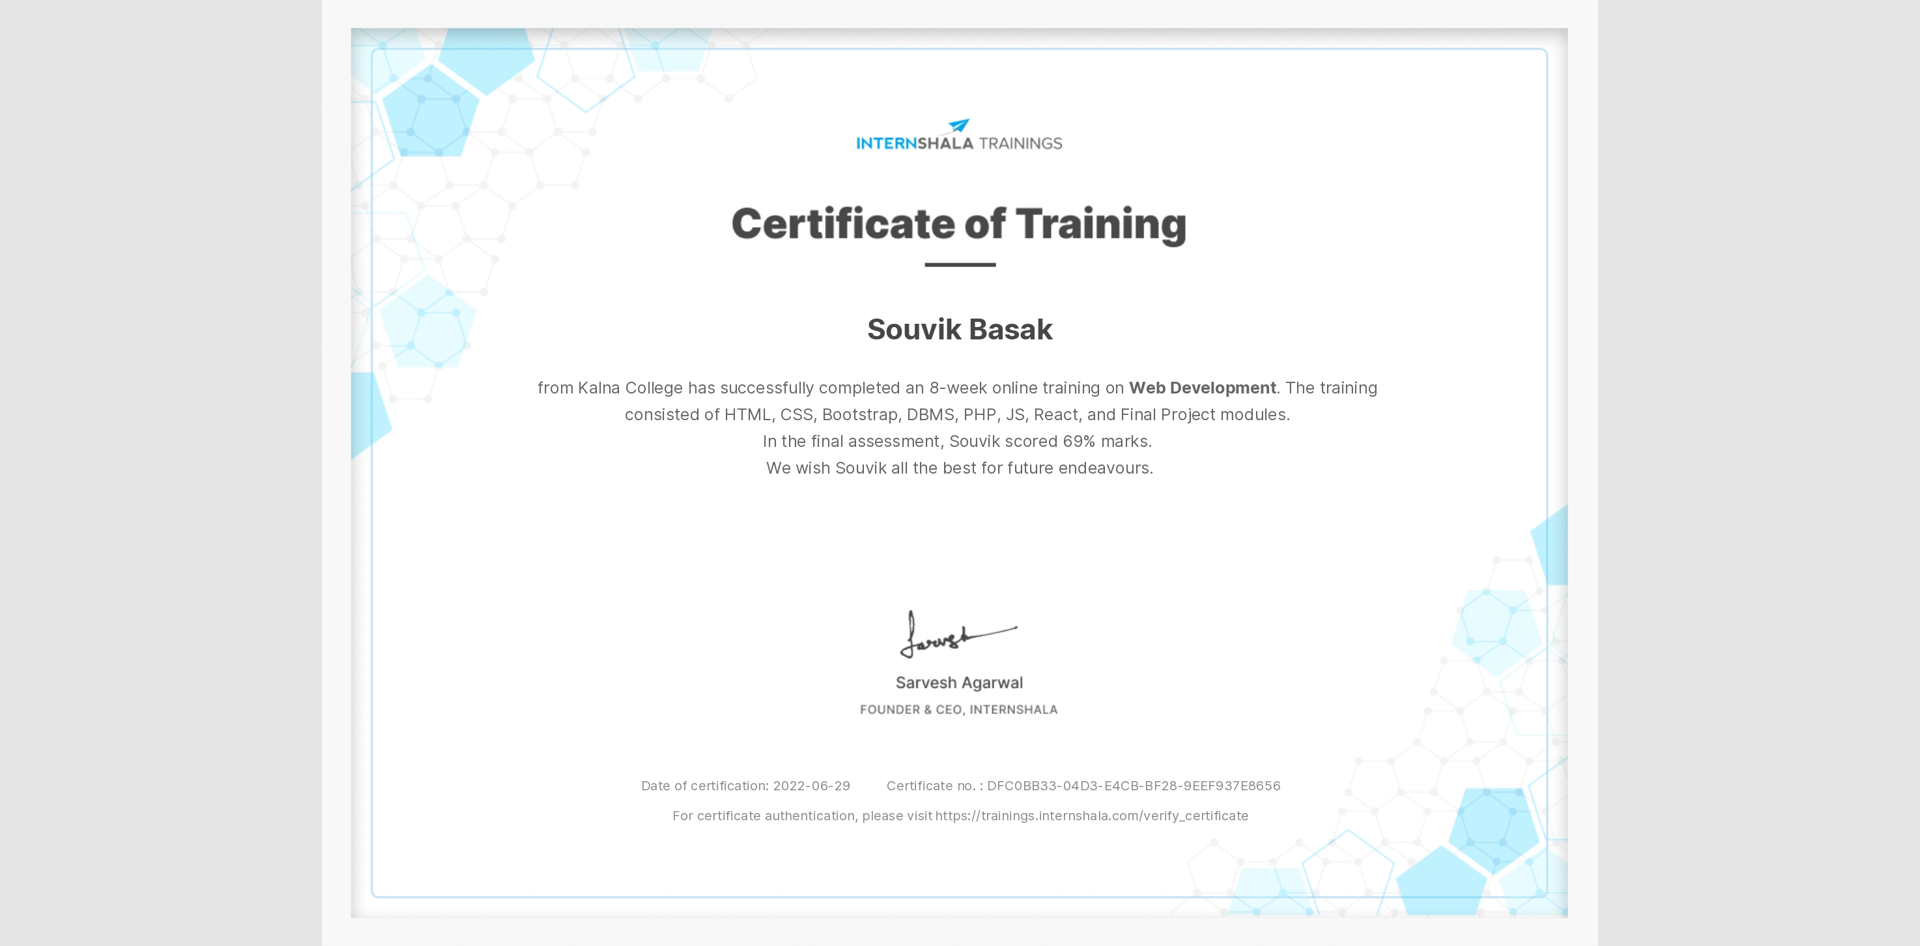 INTERNSHALA TRAININGS
Certificate of Training
Souvik Basak
from Kalna College has successfully completed an 8-week online training on Web Development. The training
consisted of HTML, CSS, Bootstrap, DBMS, PHP, JS, React, and Final Project modules.
In the final assessment, Souvik scored 69% marks.
We wish Souvik all the best for future endeavours.
Sarvesh
Sarvesh Agarwal
FOUNDER & CEO, INTERNSHALA
Date of certification: 2022-06-29 Certificate no. : DFC0BB33-04D3-E4CB-BF28-9EEF937E8656
For certificate authentication, please visit https://trainings.internshala.com/verify_certificate